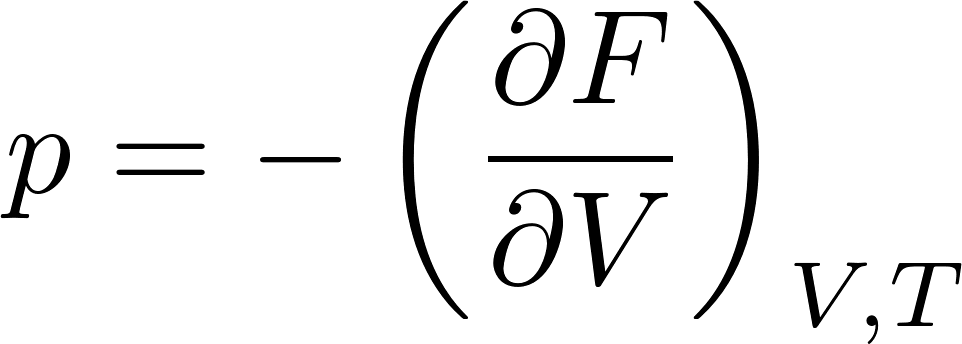 p = − (∂F/∂V)_{V,T}